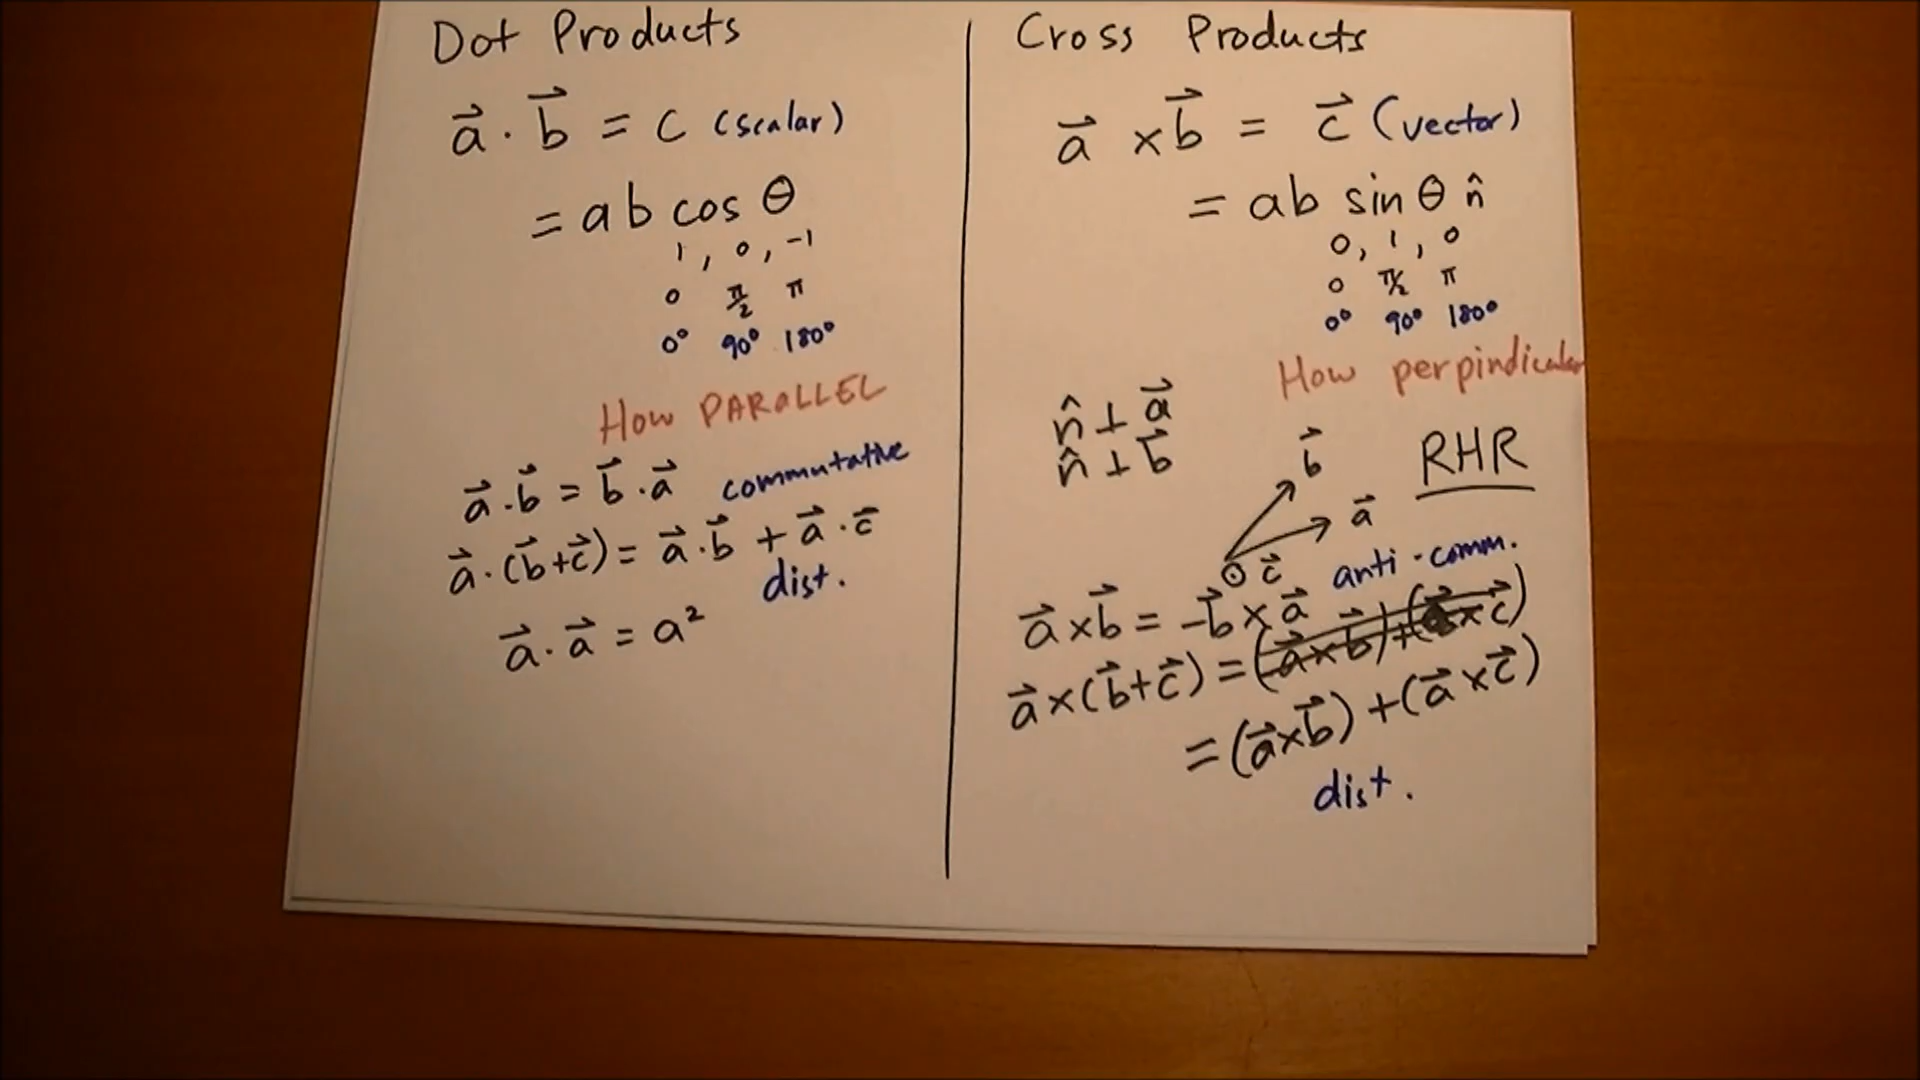 Dot Products
a⃗ · b⃗ = c (scalar)
= ab cos θ
1, 0, -1
0 π/2 π
0° 90° 180°
How PARALLEL
a⃗ · b⃗ = b⃗ · a⃗ commutative
a⃗ · (b⃗ + c⃗) = a⃗ · b⃗ + a⃗ · c⃗
dist.
a⃗ · a⃗ = a²
Cross Products
a⃗ × b⃗ = c⃗ (vector)
= ab sin θ n̂
0, 1, 0
0 π/2 π
0° 90° 180°
How perpindicular
n̂ ⊥ a⃗
n̂ ⊥ b⃗
b⃗
RHR
a⃗
c⃗
anti-comm.
a⃗ × b⃗ = -b⃗ × a⃗
a⃗ × (b⃗ + c⃗) = (a⃗ × b⃗) + (a⃗ × c⃗)
= (a⃗ × b⃗) + (a⃗ × c⃗)
dist.